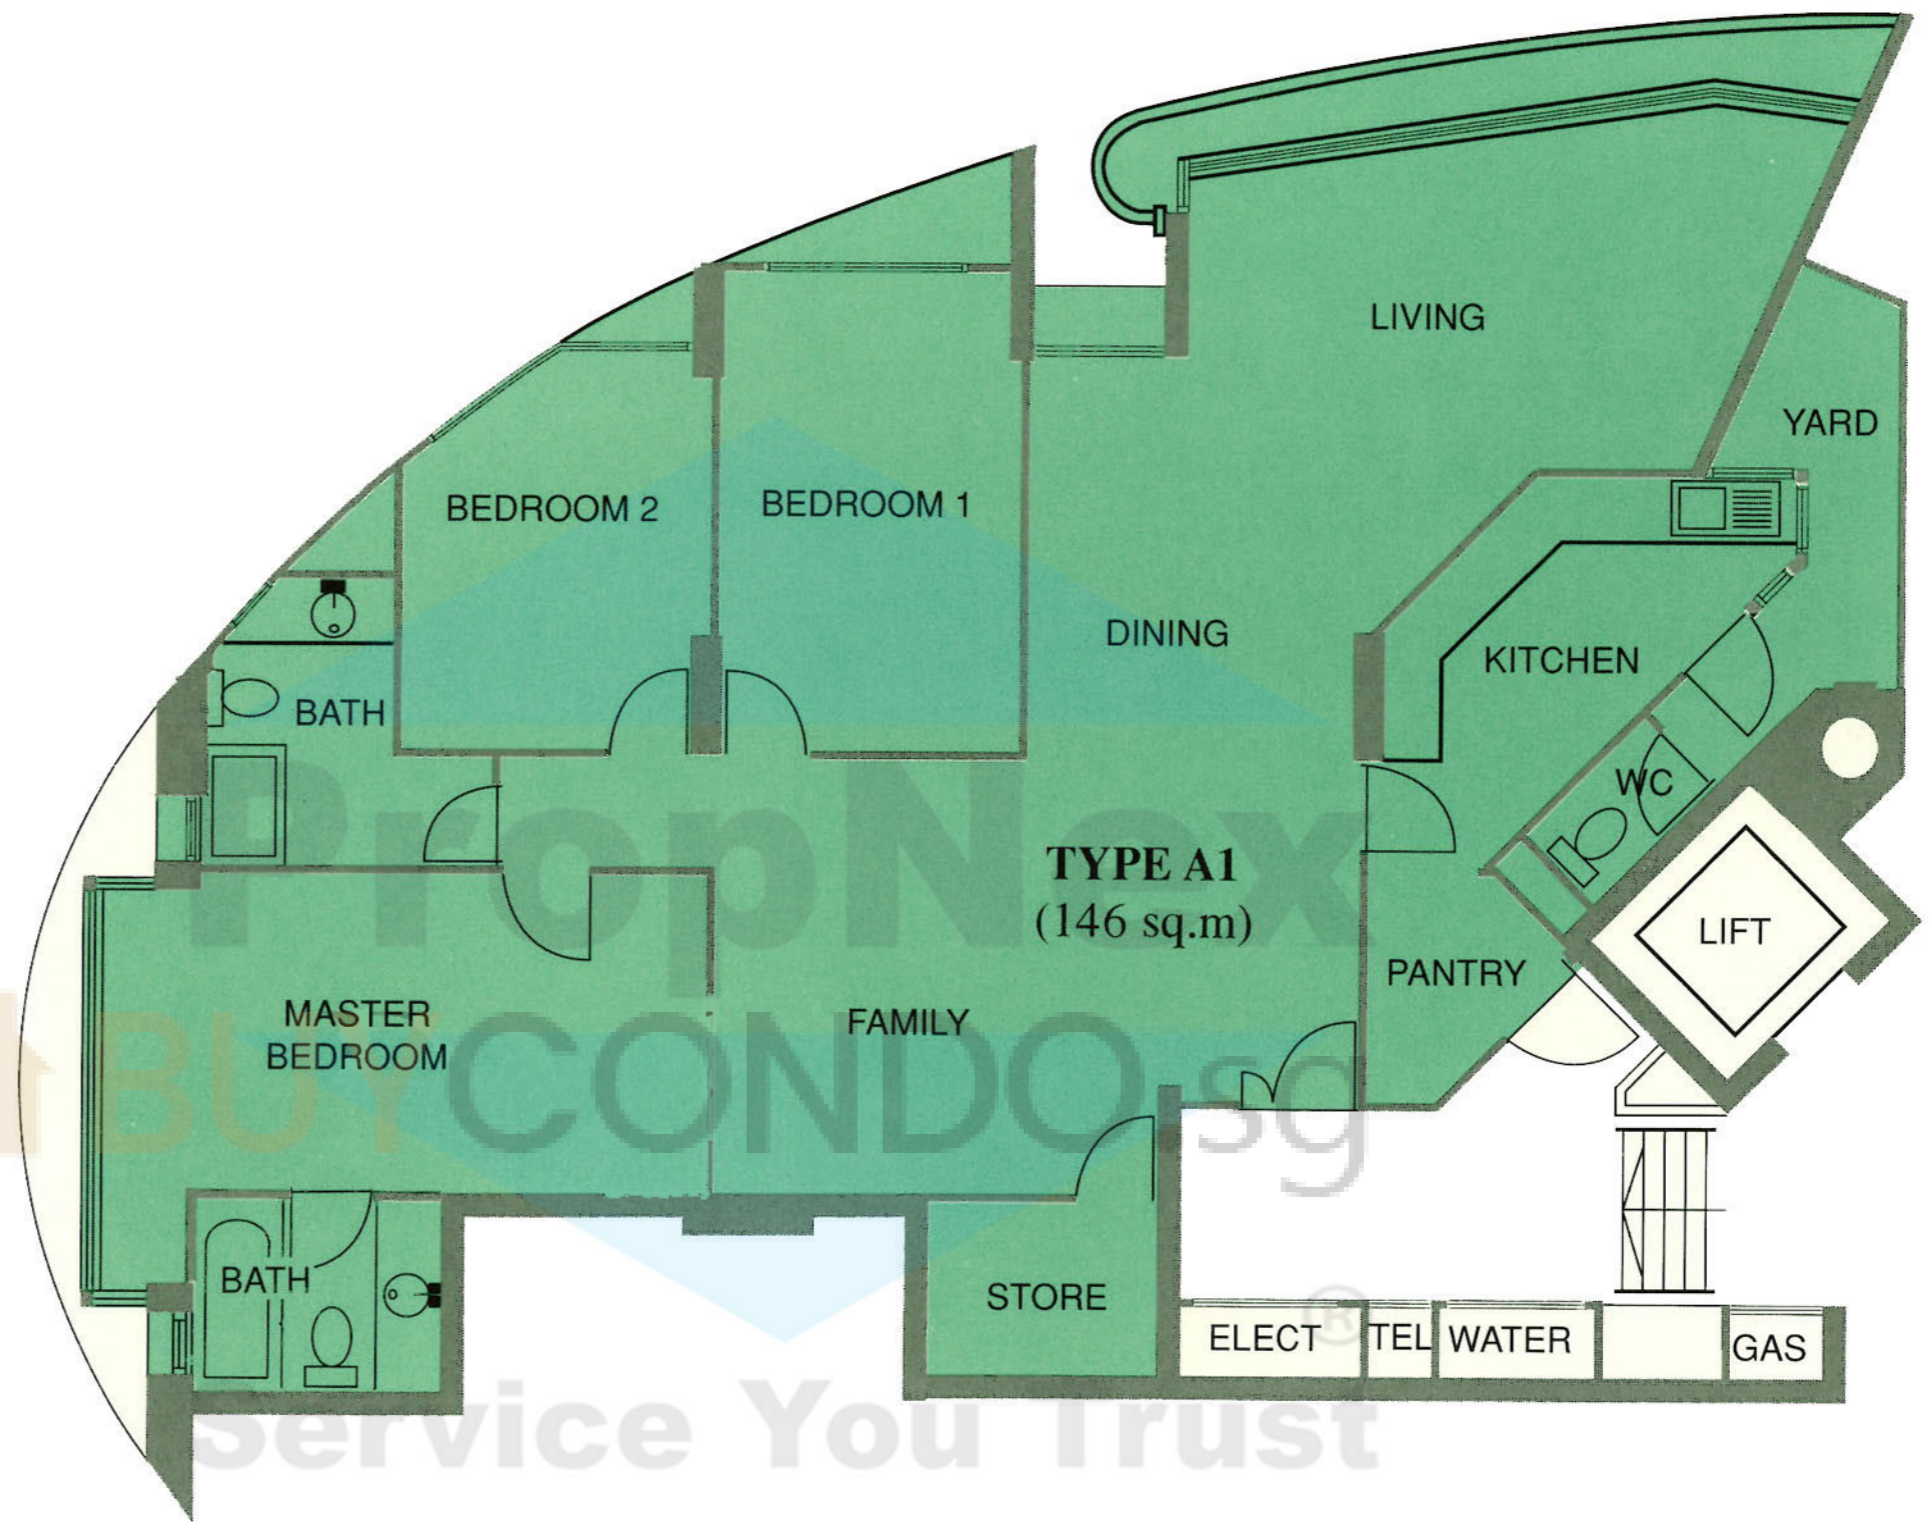 LIVING
YARD
BEDROOM 2
BEDROOM 1
DINING
KITCHEN
BATH
WC
PropNex
TYPE A1
(146 sq.m)
LIFT
PANTRY
MASTER
BEDROOM
FAMILY
BUYCONDO.sg
BATH
STORE
®
ELECT
TEL
WATER
GAS
Service You Trust